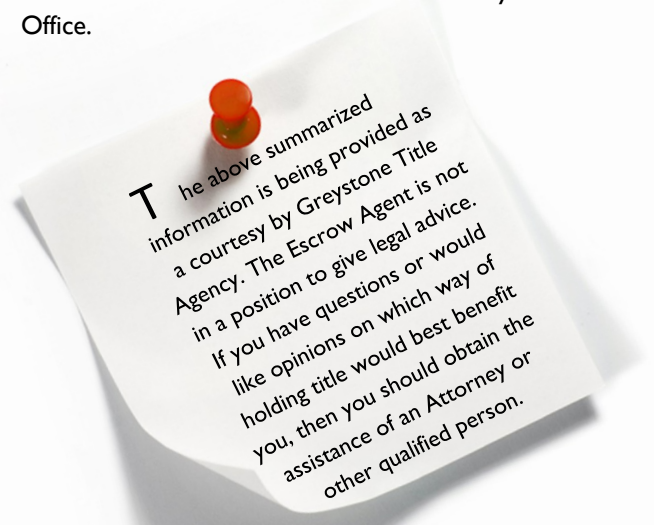 Office.
The above summarized
information is being provided as
a courtesy by Greystone Title
Agency. The Escrow Agent is not
in a position to give legal advice.
If you have questions or would
like opinions on which way of
holding title would best benefit
you, then you should obtain the
assistance of an Attorney or
other qualified person.